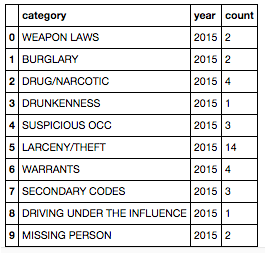 category year count
0 WEAPON LAWS 2015 2
1 BURGLARY 2015 2
2 DRUG/NARCOTIC 2015 4
3 DRUNKENNESS 2015 1
4 SUSPICIOUS OCC 2015 3
5 LARCENY/THEFT 2015 14
6 WARRANTS 2015 4
7 SECONDARY CODES 2015 3
8 DRIVING UNDER THE INFLUENCE 2015 1
9 MISSING PERSON 2015 2